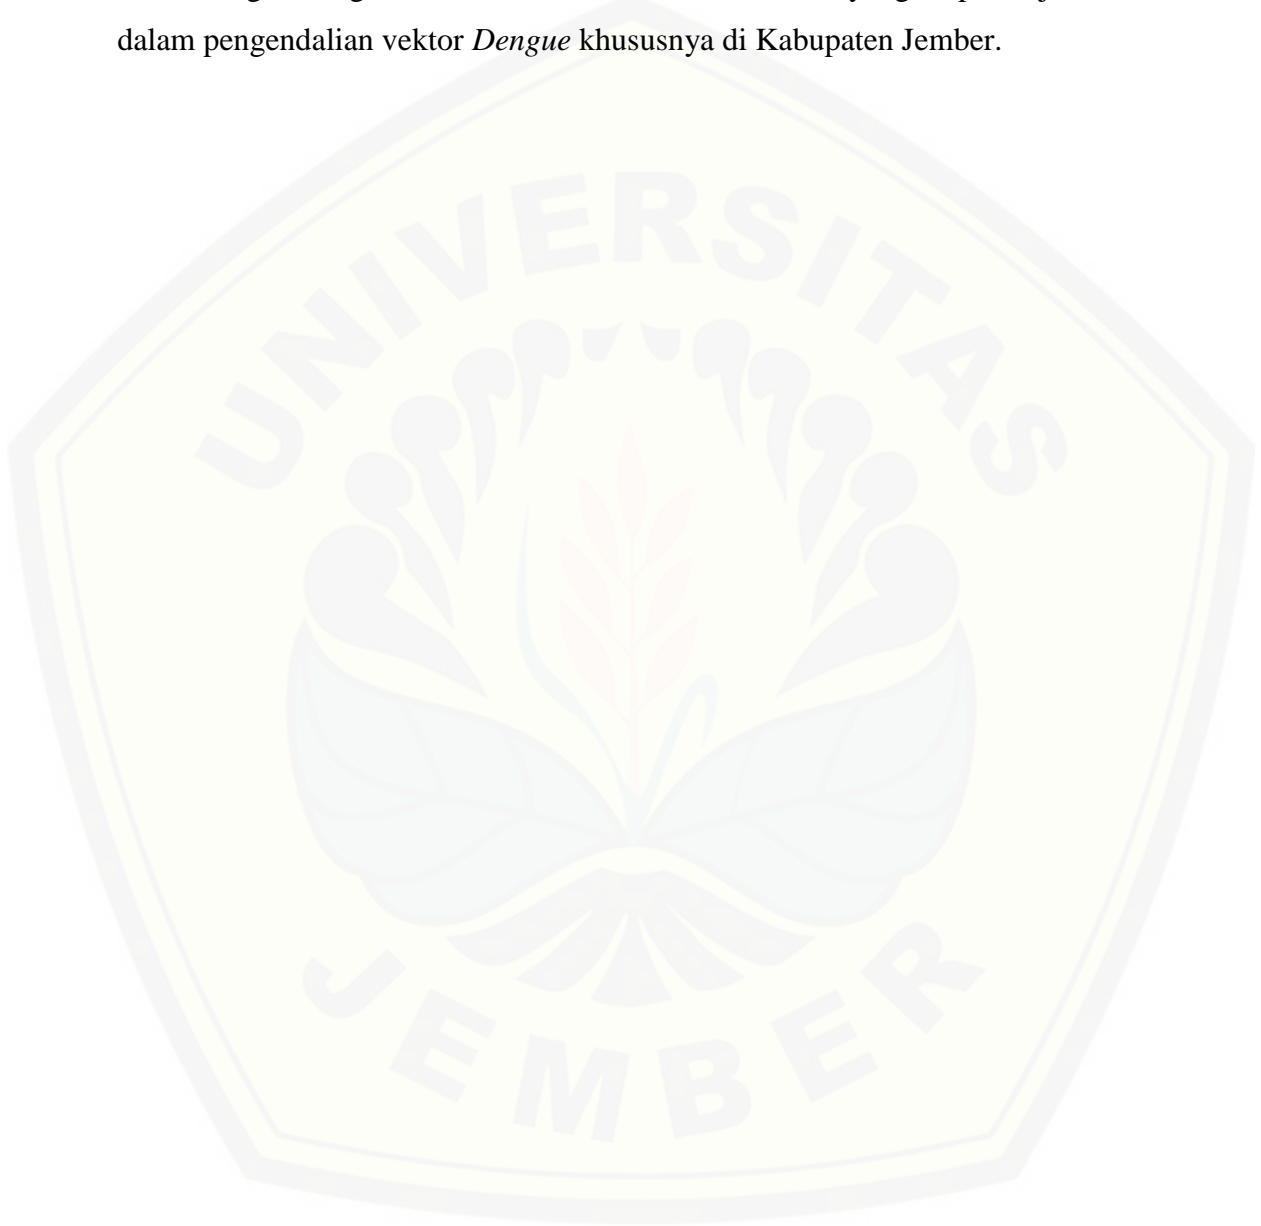 dalam pengendalian vektor Dengue khususnya di Kabupaten Jember.
UNIVERSITAS
JEMBER